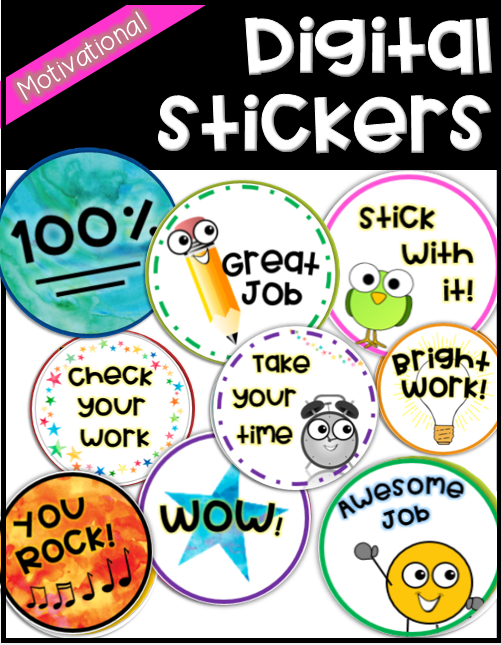 Motivational
Digital
Stickers
100%
Great
Job
Stick
with
it!
Check
your
work
Take
your
time
Bright
work!
You
Rock!
WOW!
Awesome
Job